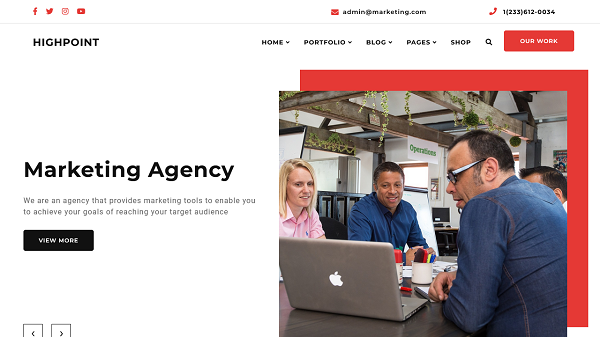 admin@marketing.com
1(233)612-0034
HIGHPOINT
HOME
PORTFOLIO
BLOG
PAGES
SHOP
OUR WORK
Operations
Marketing Agency
We are an agency that provides marketing tools to enable you
to achieve your goals of reaching your target audience
VIEW MORE